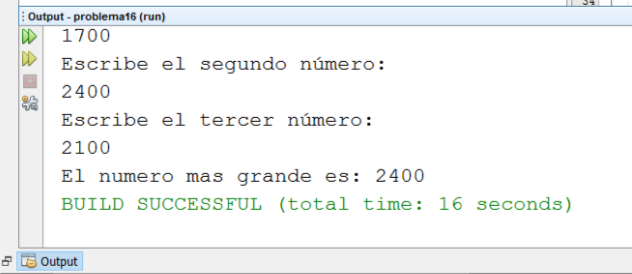 34
Output - problema16 (run)
1700
Escribe el segundo número:
2400
Escribe el tercer número:
2100
El numero mas grande es: 2400
BUILD SUCCESSFUL (total time: 16 seconds)
Output